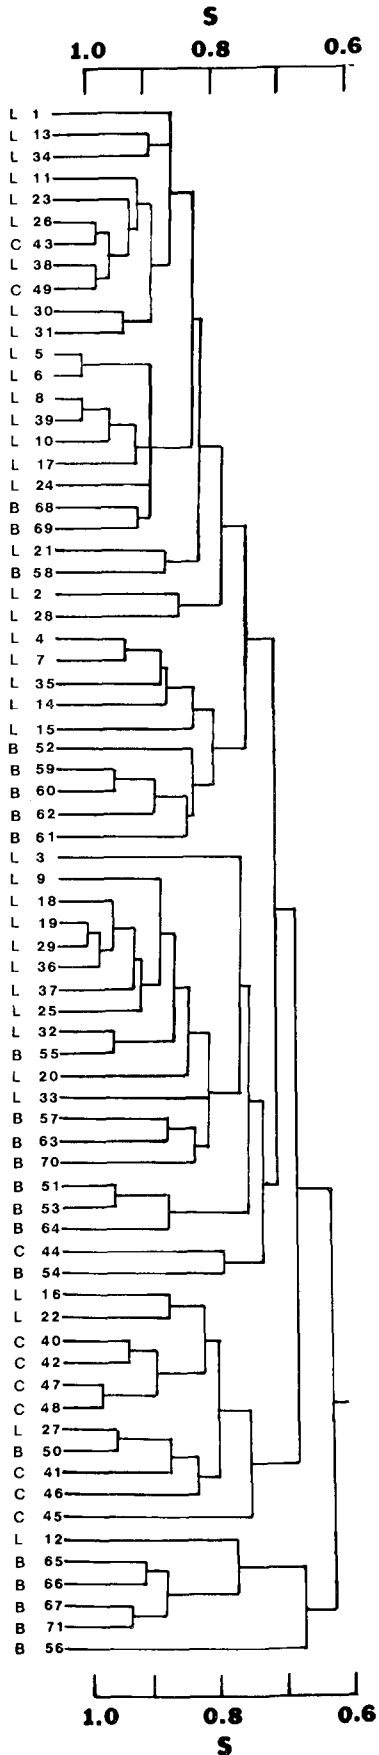 S
1.0 0.8 0.6
L 1
L 13
L 34
L 11
L 23
L 26
C 43
L 38
C 49
L 30
L 31
L 5
L 6
L 8
L 39
L 10
L 17
L 24
B 68
B 69
L 21
B 58
L 2
L 28
L 4
L 7
L 35
L 14
L 15
B 52
B 59
B 60
B 62
B 61
L 3
L 9
L 18
L 19
L 29
L 36
L 37
L 25
L 32
B 55
L 20
L 33
B 57
B 63
B 70
B 51
B 53
B 64
C 44
B 54
L 16
L 22
C 40
C 42
C 47
C 48
L 27
B 50
C 41
C 46
C 45
L 12
B 65
B 66
B 67
B 71
B 56
1.0 0.8 0.6
S